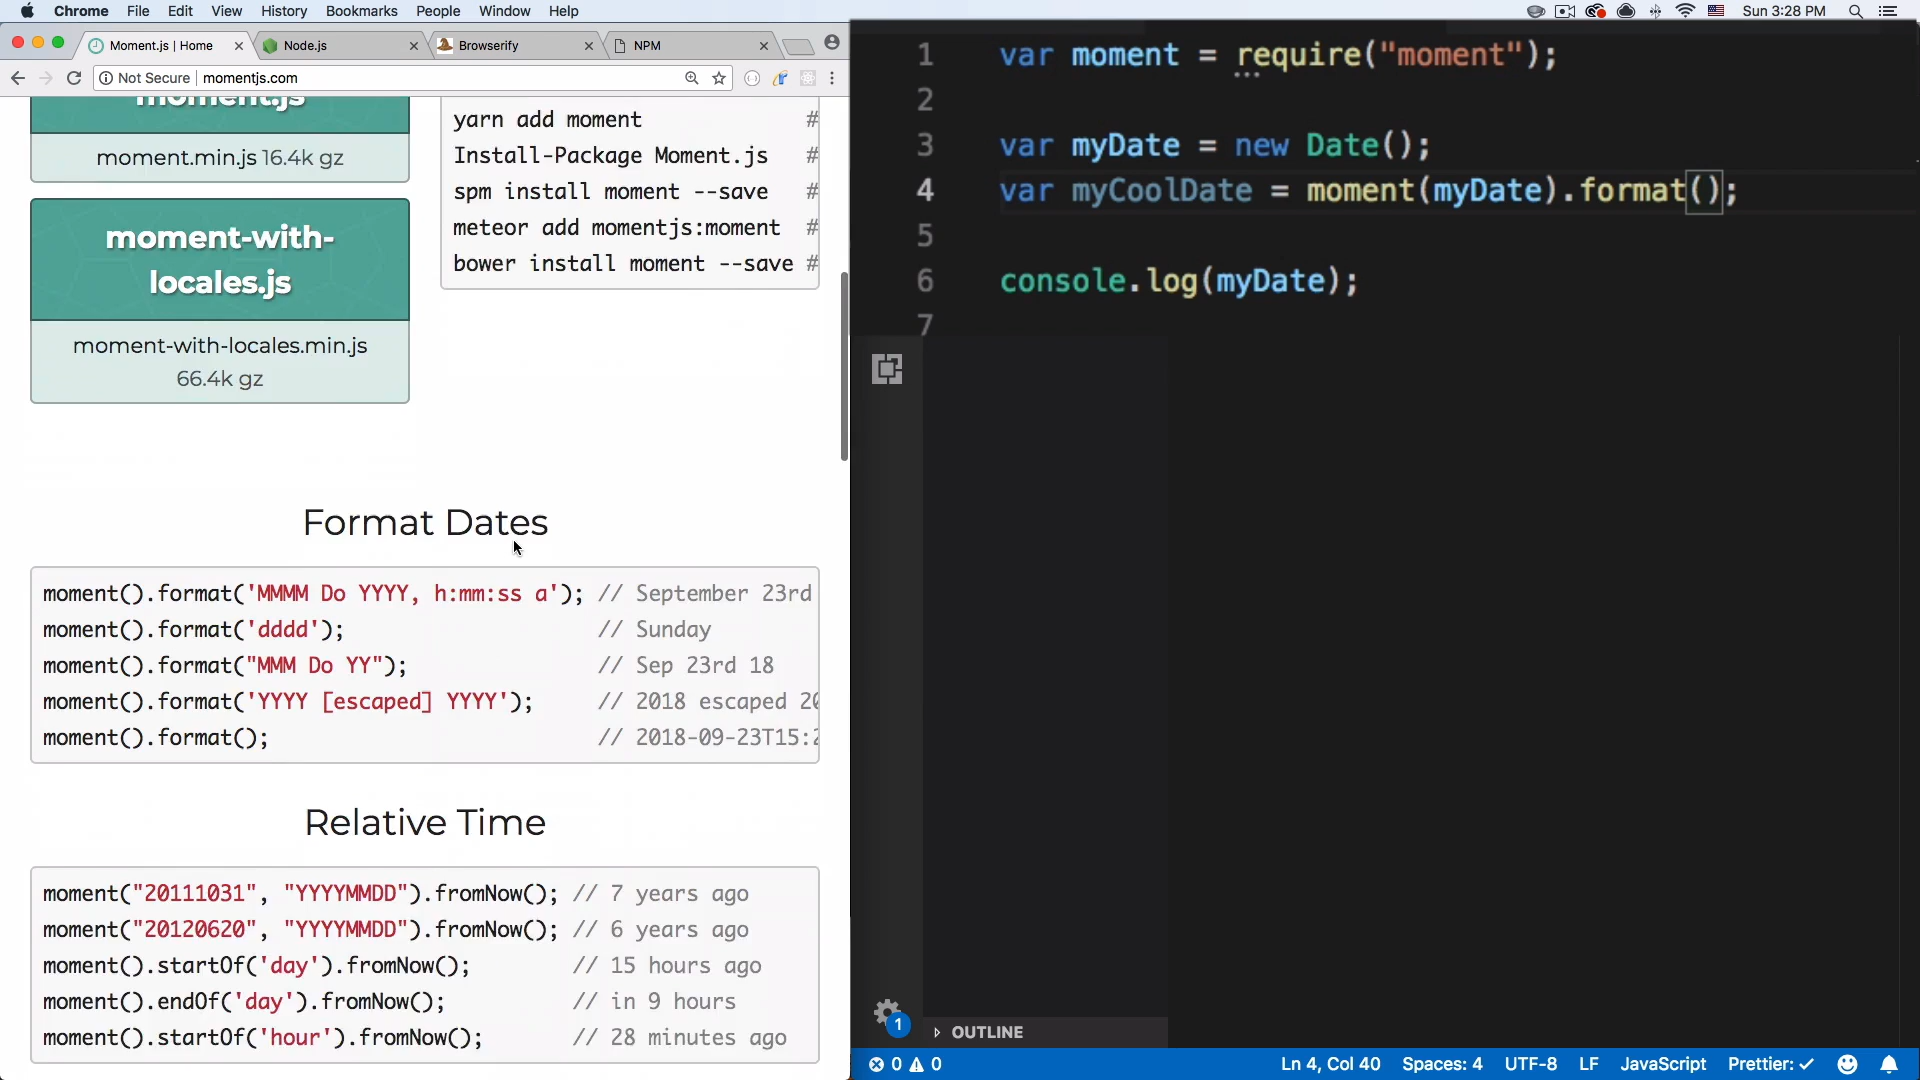 Chrome File Edit View History Bookmarks People Window Help
Sun 3:28 PM
Moment.js | Home
Node.js
Browserify
NPM
Not Secure momentjs.com
moment.js
moment.min.js 16.4k gz
moment-with-
locales.js
moment-with-locales.min.js
66.4k gz
yarn add moment #
Install-Package Moment.js #
spm install moment --save #
meteor add momentjs:moment #
bower install moment --save #
Format Dates
moment().format('MMMM Do YYYY, h:mm:ss a'); // September 23rd
moment().format('dddd'); // Sunday
moment().format("MMM Do YY"); // Sep 23rd 18
moment().format('YYYY [escaped] YYYY'); // 2018 escaped 20
moment().format(); // 2018-09-23T15:2
Relative Time
moment("20111031", "YYYYMMDD").fromNow(); // 7 years ago
moment("20120620", "YYYYMMDD").fromNow(); // 6 years ago
moment().startOf('day').fromNow(); // 15 hours ago
moment().endOf('day').fromNow(); // in 9 hours
moment().startOf('hour').fromNow(); // 28 minutes ago
1 var moment = require("moment");
2
3 var myDate = new Date();
4 var myCoolDate = moment(myDate).format();
5
6 console.log(myDate);
7
1
OUTLINE
0 0
Ln 4, Col 40 Spaces: 4 UTF-8 LF JavaScript Prettier: ✓